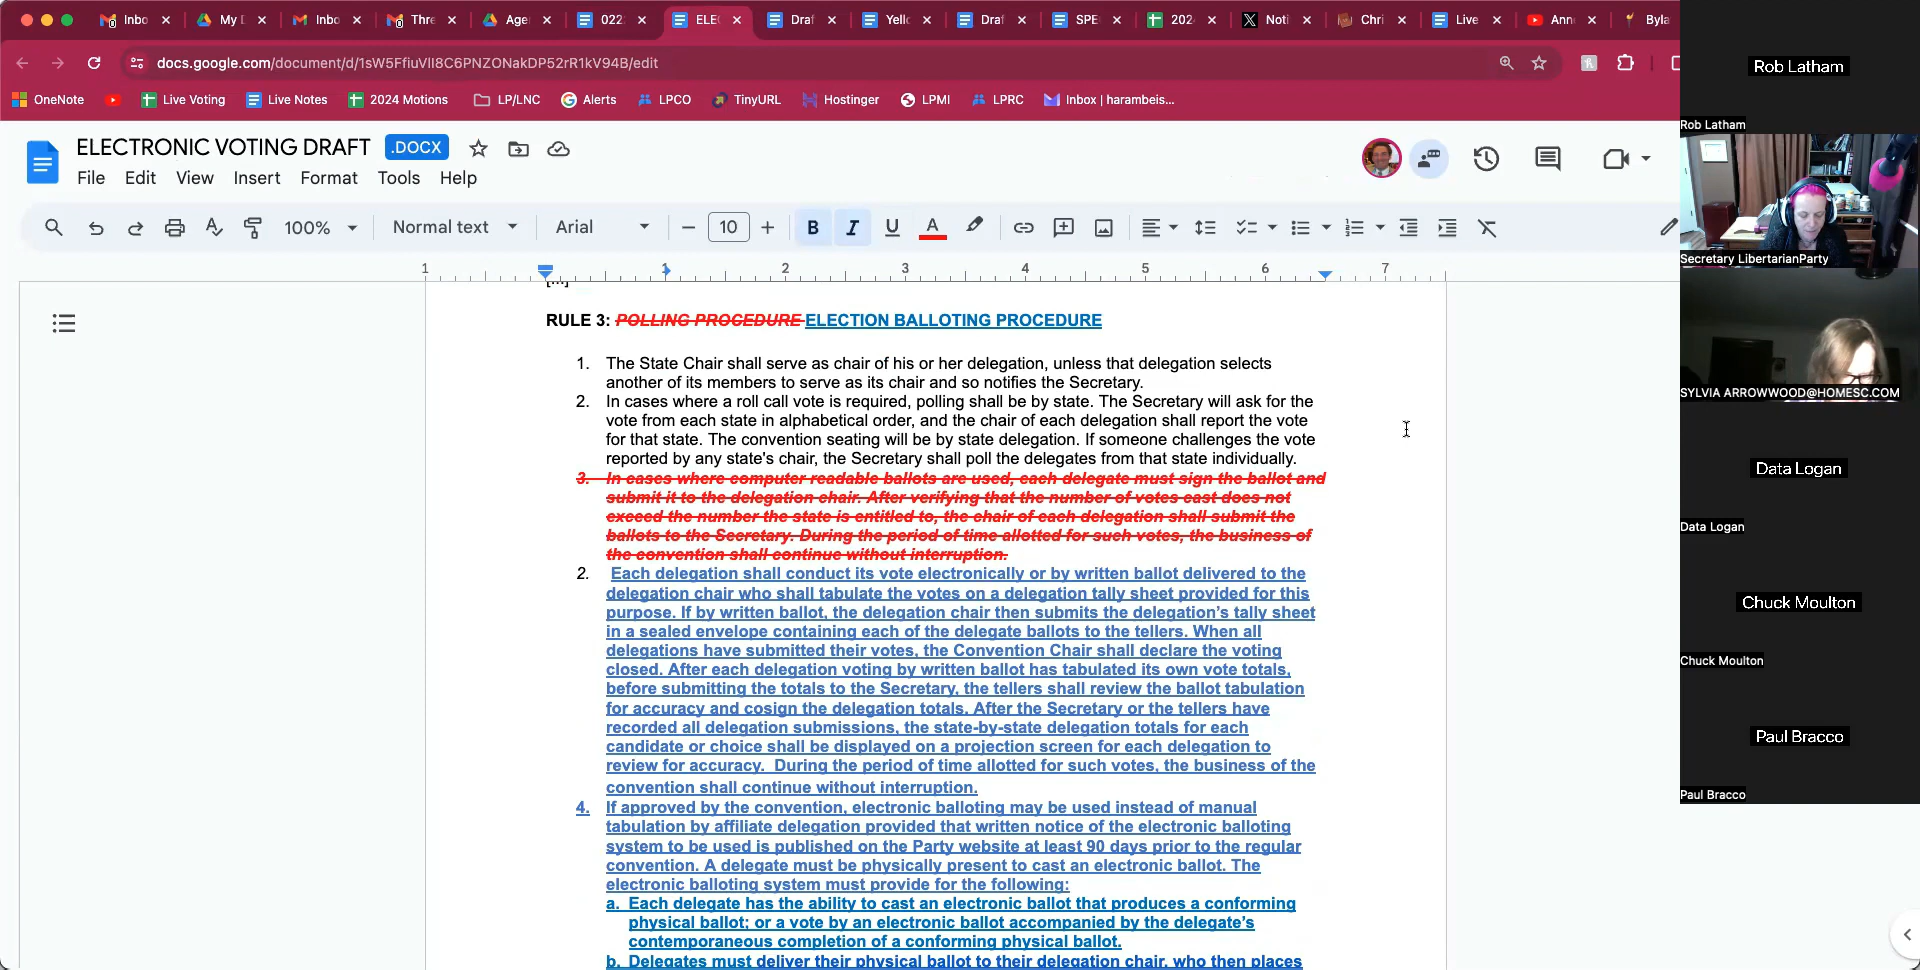 Inbo
My D
Inbo
Thre
Ager
022
ELE
Draf
Yell
Draf
SPE
202
Noti
Chri
Live
Ann
Byla
docs.google.com/document/d/1sW5FfiuVlI8C6PNZONakDP52rR1kV94B/edit
OneNote
Live Voting
Live Notes
2024 Motions
LP/LNC
Alerts
LPCO
TinyURL
Hostinger
LPMI
LPRC
Inbox | harambeis...
ELECTRONIC VOTING DRAFT .DOCX
File Edit View Insert Format Tools Help
100% Normal text Arial 10 B I U A
1 1 2 3 4 5 6 7
[...]
RULE 3: POLLING PROCEDURE ELECTION BALLOTING PROCEDURE
1. The State Chair shall serve as chair of his or her delegation, unless that delegation selects
another of its members to serve as its chair and so notifies the Secretary.
2. In cases where a roll call vote is required, polling shall be by state. The Secretary will ask for the
vote from each state in alphabetical order, and the chair of each delegation shall report the vote
for that state. The convention seating will be by state delegation. If someone challenges the vote
reported by any state's chair, the Secretary shall poll the delegates from that state individually.
3. In cases where computer readable ballots are used, each delegate must sign the ballot and
submit it to the delegation chair. After verifying that the number of votes cast does not
exceed the number the state is entitled to, the chair of each delegation shall submit the
ballots to the Secretary. During the period of time allotted for such votes, the business of
the convention shall continue without interruption.
2. Each delegation shall conduct its vote electronically or by written ballot delivered to the
delegation chair who shall tabulate the votes on a delegation tally sheet provided for this
purpose. If by written ballot, the delegation chair then submits the delegation's tally sheet
in a sealed envelope containing each of the delegate ballots to the tellers. When all
delegations have submitted their votes, the Convention Chair shall declare the voting
closed. After each delegation voting by written ballot has tabulated its own vote totals,
before submitting the totals to the Secretary, the tellers shall review the ballot tabulation
for accuracy and cosign the delegation totals. After the Secretary or the tellers have
recorded all delegation submissions, the state-by-state delegation totals for each
candidate or choice shall be displayed on a projection screen for each delegation to
review for accuracy. During the period of time allotted for such votes, the business of the
convention shall continue without interruption.
4. If approved by the convention, electronic balloting may be used instead of manual
tabulation by affiliate delegation provided that written notice of the electronic balloting
system to be used is published on the Party website at least 90 days prior to the regular
convention. A delegate must be physically present to cast an electronic ballot. The
electronic balloting system must provide for the following:
a. Each delegate has the ability to cast an electronic ballot that produces a conforming
physical ballot; or a vote by an electronic ballot accompanied by the delegate's
contemporaneous completion of a conforming physical ballot.
b. Delegates must deliver their physical ballot to their delegation chair, who then places
Rob Latham
Rob Latham
Secretary LibertarianParty
SYLVIA ARROWWOOD@HOMESC.COM
Data Logan
Data Logan
Chuck Moulton
Chuck Moulton
Paul Bracco
Paul Bracco